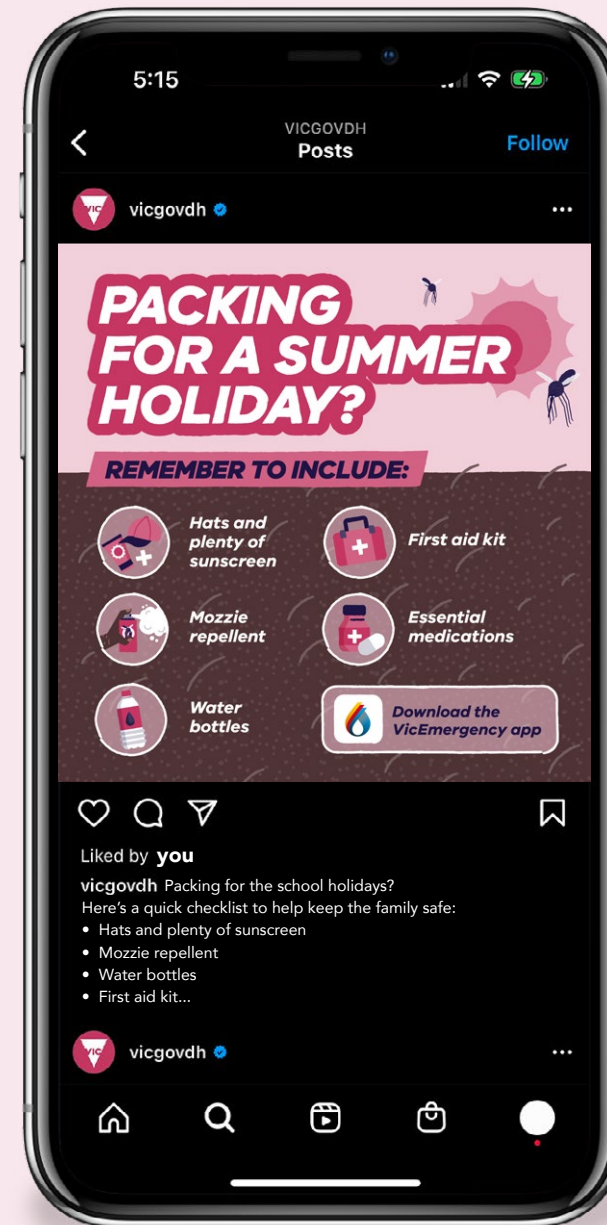 5:15
VICGOVDH
Posts
Follow
VIC
vicgovdh
PACKING
FOR A SUMMER
HOLIDAY?
REMEMBER TO INCLUDE:
Hats and
plenty of
sunscreen
First aid kit
Mozzie
repellent
Essential
medications
Water
bottles
Download the
VicEmergency app
Liked by you
vicgovdh Packing for the school holidays?
Here’s a quick checklist to help keep the family safe:
• Hats and plenty of sunscreen
• Mozzie repellent
• Water bottles
• First aid kit...
VIC
vicgovdh